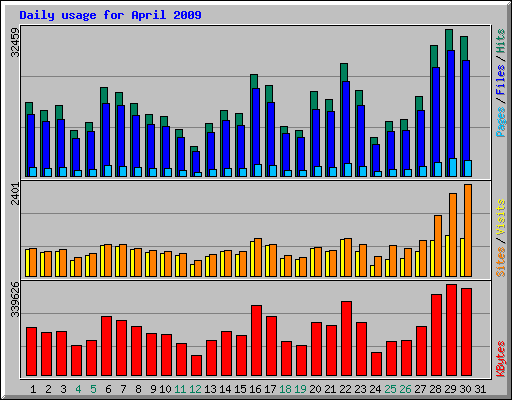 Daily usage for April 2009
32459
Pages / Files / Hits
2401
Sites / Visits
339626
KBytes
1 2 3 4 5 6 7 8 9 10 11 12 13 14 15 16 17 18 19 20 21 22 23 24 25 26 27 28 29 30 31